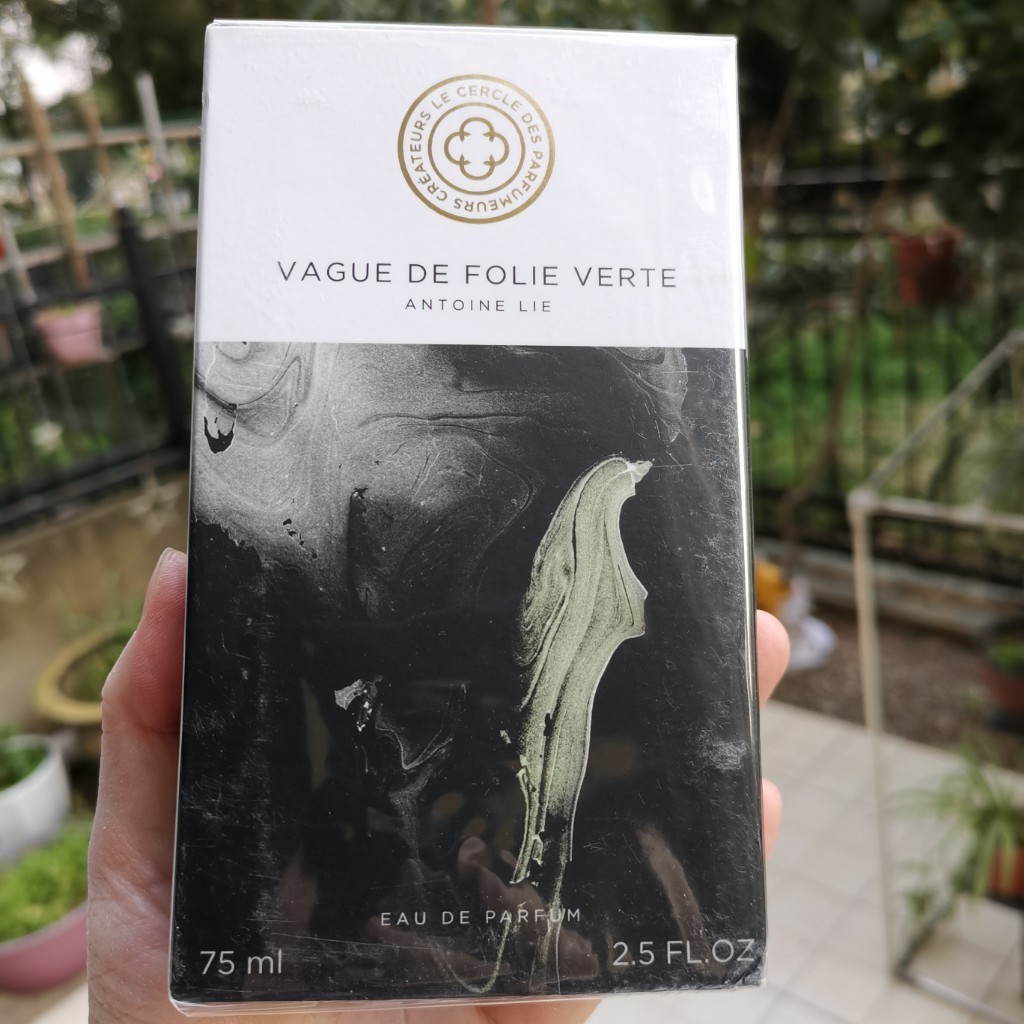 LE CERCLE DES PARFUMEURS CRÉATEURS
VAGUE DE FOLIE VERTE
ANTOINE LIE
EAU DE PARFUM
75 ml
2.5 FL.OZ